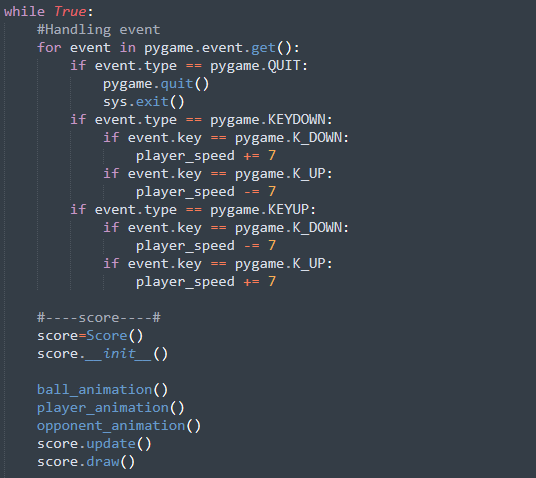 while True:
    #Handling event
    for event in pygame.event.get():
        if event.type == pygame.QUIT:
            pygame.quit()
            sys.exit()
        if event.type == pygame.KEYDOWN:
            if event.key == pygame.K_DOWN:
                player_speed += 7
            if event.key == pygame.K_UP:
                player_speed -= 7
        if event.type == pygame.KEYUP:
            if event.key == pygame.K_DOWN:
                player_speed -= 7
            if event.key == pygame.K_UP:
                player_speed += 7

    #----score----#
    score=Score()
    score.__init__()

    ball_animation()
    player_animation()
    opponent_animation()
    score.update()
    score.draw()